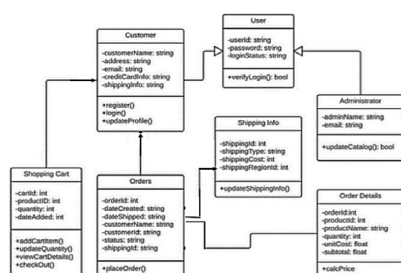 User
-userId: string
-password: string
-loginStatus: string
+verifyLogin(): bool
Customer
-customerName: string
-address: string
-email: string
-creditCardInfo: string
-shippingInfo: string
+register()
+login()
+updateProfile()
Administrator
-adminName: string
-email: string
+updateCatalog(): bool
Shipping Info
-shippingId: int
-shippingType: string
-shippingCost: int
-shippingRegionId: int
+updateShippingInfo()
Shopping Cart
-cartId: int
-productID: int
-quantity: int
-dateAdded: int
+addCartItem()
+updateQuantity()
+viewCartDetails()
+checkOut()
Orders
-orderId: int
-dateCreated: string
-dateShipped: string
-customerName: string
-customerid: string
-status: string
-shippingId: string
+placeOrder()
Order Details
-orderId:int
-productId: int
-productName: string
-quantity: int
-unitCost: float
-subtotal: float
+calcPrice